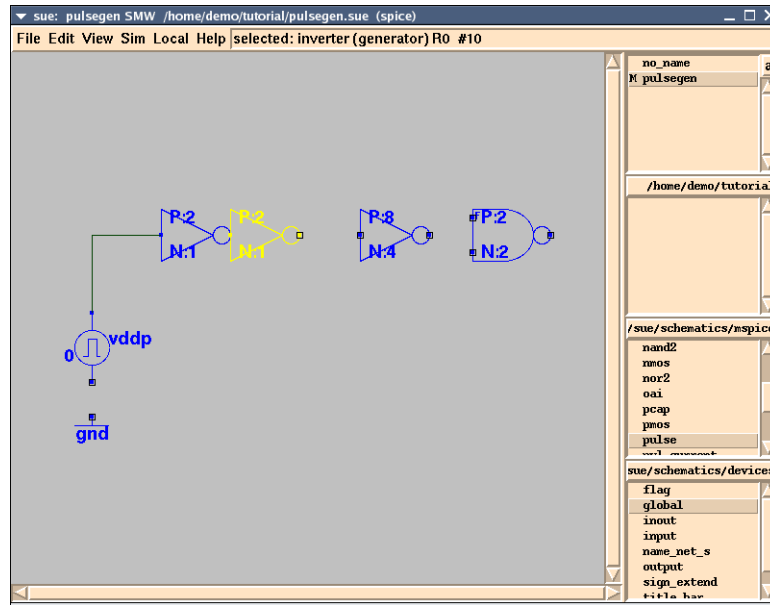 sue: pulsegen SMW /home/demo/tutorial/pulsegen.sue (spice)
File Edit View Sim Local Help selected: inverter (generator) R0 #10
no_name
M pulsegen
/home/demo/tutorial
P:2 P:2 P:8 P:2
N:1 N:1 N:4 N:2
vddp
0
gnd
/sue/schematics/mspice
nand2
nmos
nor2
oai
pcap
pmos
pulse
sue/schematics/devices
flag
global
inout
input
name_net_s
output
sign_extend
title_bar